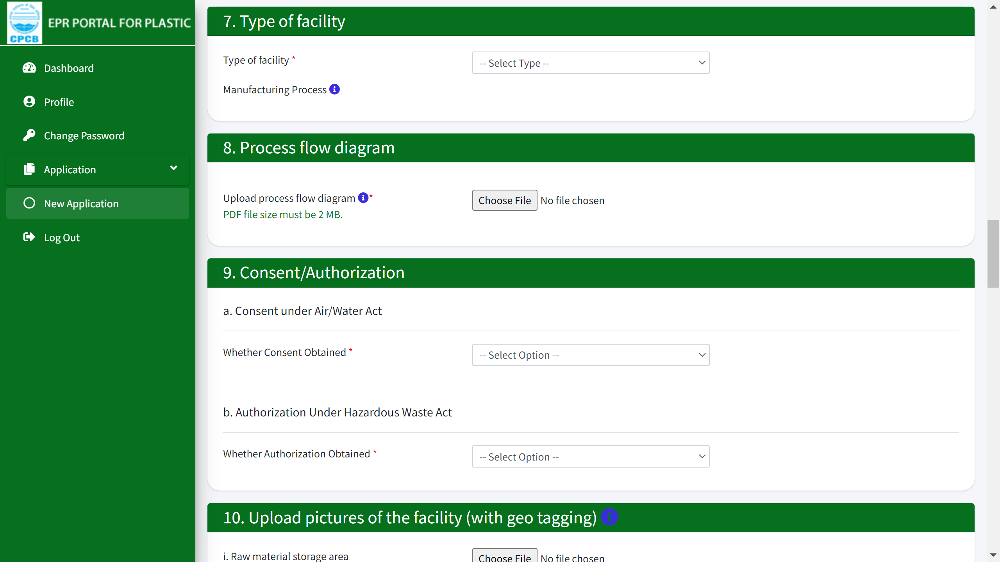 CPCB
EPR PORTAL FOR PLASTIC
Dashboard
Profile
Change Password
Application
New Application
Log Out
7. Type of facility
Type of facility *
-- Select Type --
Manufacturing Process
8. Process flow diagram
Upload process flow diagram *
Choose File No file chosen
PDF file size must be 2 MB.
9. Consent/Authorization
a. Consent under Air/Water Act
Whether Consent Obtained *
-- Select Option --
b. Authorization Under Hazardous Waste Act
Whether Authorization Obtained *
-- Select Option --
10. Upload pictures of the facility (with geo tagging)
i. Raw material storage area
Choose File No file chosen